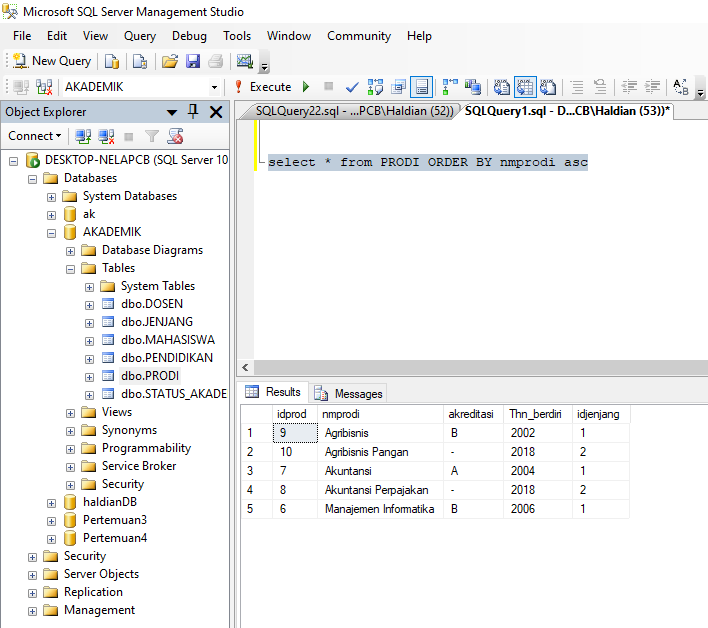 Microsoft SQL Server Management Studio
File Edit View Query Debug Tools Window Community Help
New Query
AKADEMIK Execute
Object Explorer
SQLQuery22.sql - ...PCB\Haldian (52)) SQLQuery1.sql - D...CB\Haldian (53))*
Connect
DESKTOP-NELAPCB (SQL Server 10
Databases
System Databases
ak
AKADEMIK
Database Diagrams
Tables
System Tables
dbo.DOSEN
dbo.JENJANG
dbo.MAHASISWA
dbo.PENDIDIKAN
dbo.PRODI
dbo.STATUS_AKADE
Views
Synonyms
Programmability
Service Broker
Security
haldianDB
Pertemuan3
Pertemuan4
Security
Server Objects
Replication
Management
select * from PRODI ORDER BY nmprodi asc
Results Messages
idprod nmprodi akreditasi Thn_berdiri idjenjang
1 9 Agribisnis B 2002 1
2 10 Agribisnis Pangan - 2018 2
3 7 Akuntansi A 2004 1
4 8 Akuntansi Perpajakan - 2018 2
5 6 Manajemen Informatika B 2006 1